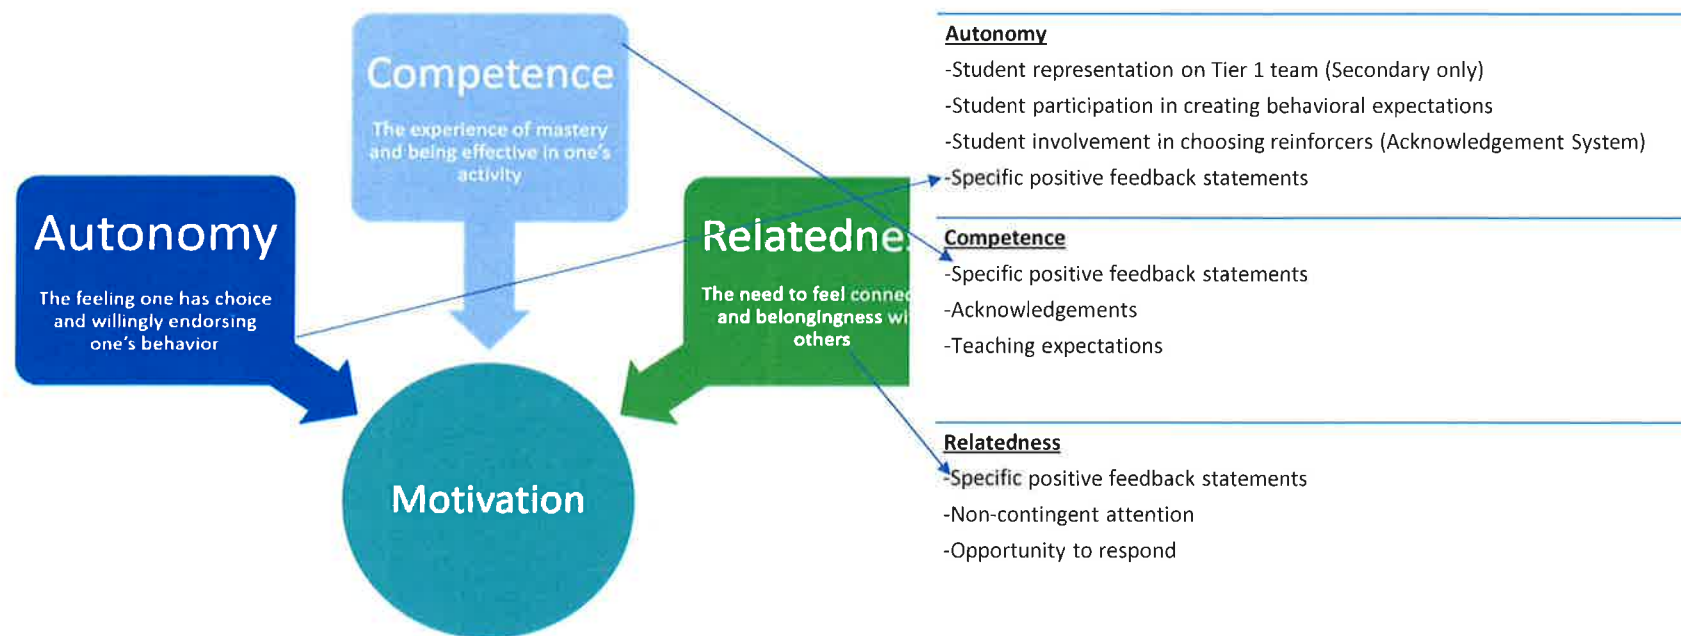 Competence
The experience of mastery
and being effective in one's
activity
Autonomy
The feeling one has choice
and willingly endorsing
one's behavior
Relatednes
The need to feel connec
and belongingness wi
others
Motivation
Autonomy
-Student representation on Tier 1 team (Secondary only)
-Student participation in creating behavioral expectations
-Student involvement in choosing reinforcers (Acknowledgement System)
-Specific positive feedback statements
Competence
-Specific positive feedback statements
-Acknowledgements
-Teaching expectations
Relatedness
-Specific positive feedback statements
-Non-contingent attention
-Opportunity to respond